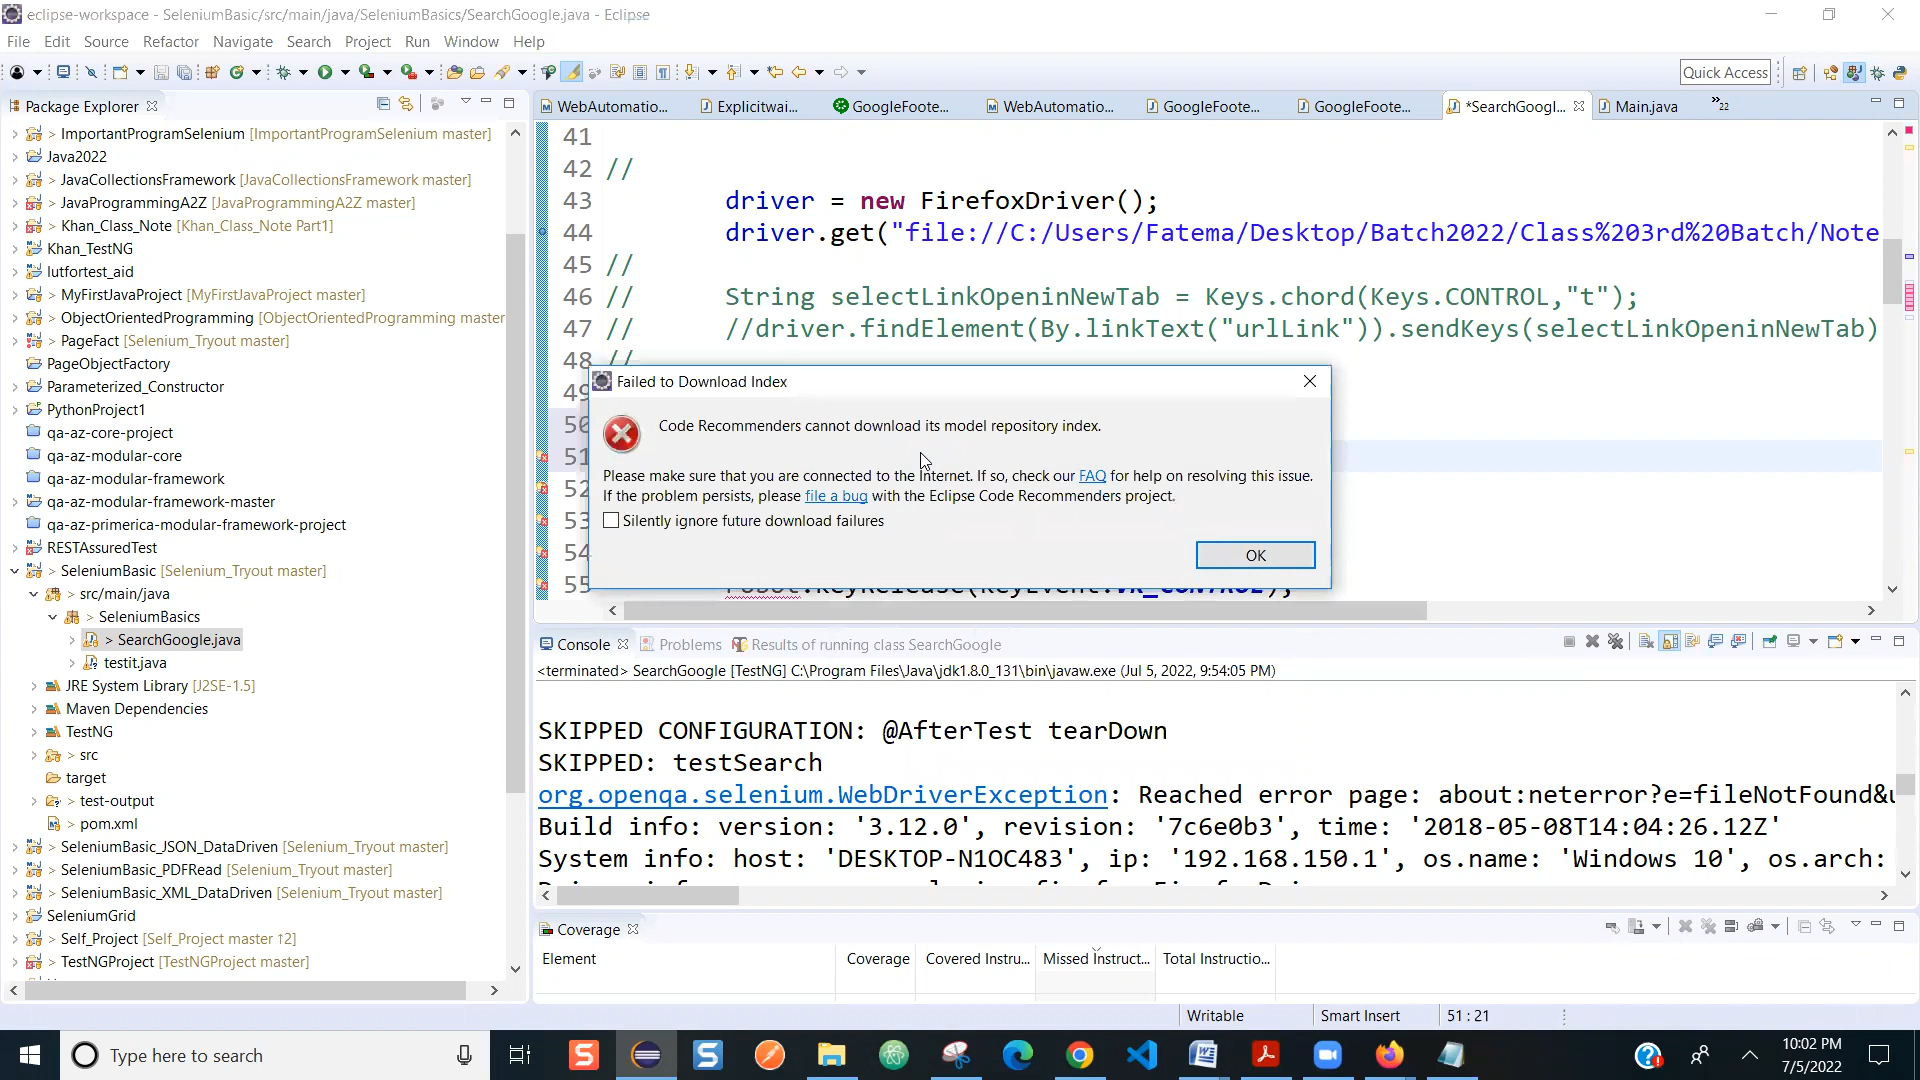 eclipse-workspace - SeleniumBasic/src/main/java/SeleniumBasics/SearchGoogle.java - Eclipse
File Edit Source Refactor Navigate Search Project Run Window Help
Quick Access
Package Explorer
WebAutomatio... Explicitwai... GoogleFoote... WebAutomatio... GoogleFoote... GoogleFoote... *SearchGoogl... Main.java »22
> ImportantProgramSelenium [ImportantProgramSelenium master]
Java2022
> JavaCollectionsFramework [JavaCollectionsFramework master]
> JavaProgrammingA2Z [JavaProgrammingA2Z master]
> Khan_Class_Note [Khan_Class_Note Part1]
Khan_TestNG
lutfortest_aid
> MyFirstJavaProject [MyFirstJavaProject master]
> ObjectOrientedProgramming [ObjectOrientedProgramming master
> PageFact [Selenium_Tryout master]
PageObjectFactory
Parameterized_Constructor
PythonProject1
qa-az-core-project
qa-az-modular-core
qa-az-modular-framework
qa-az-modular-framework-master
qa-az-primerica-modular-framework-project
RESTAssuredTest
> SeleniumBasic [Selenium_Tryout master]
> src/main/java
> SeleniumBasics
> SearchGoogle.java
testit.java
JRE System Library [J2SE-1.5]
Maven Dependencies
TestNG
> src
target
> test-output
> pom.xml
> SeleniumBasic_JSON_DataDriven [Selenium_Tryout master]
> SeleniumBasic_PDFRead [Selenium_Tryout master]
> SeleniumBasic_XML_DataDriven [Selenium_Tryout master]
SeleniumGrid
> Self_Project [Self_Project master ↑2]
> TestNGProject [TestNGProject master]
41
42 //
43 driver = new FirefoxDriver();
44 driver.get("file://C:/Users/Fatema/Desktop/Batch2022/Class%203rd%20Batch/Note
45 //
46 // String selectLinkOpeninNewTab = Keys.chord(Keys.CONTROL,"t");
47 // //driver.findElement(By.linkText("urlLink")).sendKeys(selectLinkOpeninNewTab)
48 //
49
50
51
52
53
54
55 robot.keyRelease(KeyEvent.VK_CONTROL);
Failed to Download Index
Code Recommenders cannot download its model repository index.
Please make sure that you are connected to the Internet. If so, check our FAQ for help on resolving this issue.
If the problem persists, please file a bug with the Eclipse Code Recommenders project.
Silently ignore future download failures
OK
Console Problems Results of running class SearchGoogle
<terminated> SearchGoogle [TestNG] C:\Program Files\Java\jdk1.8.0_131\bin\javaw.exe (Jul 5, 2022, 9:54:05 PM)
SKIPPED CONFIGURATION: @AfterTest tearDown
SKIPPED: testSearch
org.openqa.selenium.WebDriverException: Reached error page: about:neterror?e=fileNotFound&u
Build info: version: '3.12.0', revision: '7c6e0b3', time: '2018-05-08T14:04:26.12Z'
System info: host: 'DESKTOP-N1OC483', ip: '192.168.150.1', os.name: 'Windows 10', os.arch:
Coverage
Element Coverage Covered Instru... Missed Instruct... Total Instructio...
Writable Smart Insert 51 : 21
Type here to search
10:02 PM
7/5/2022